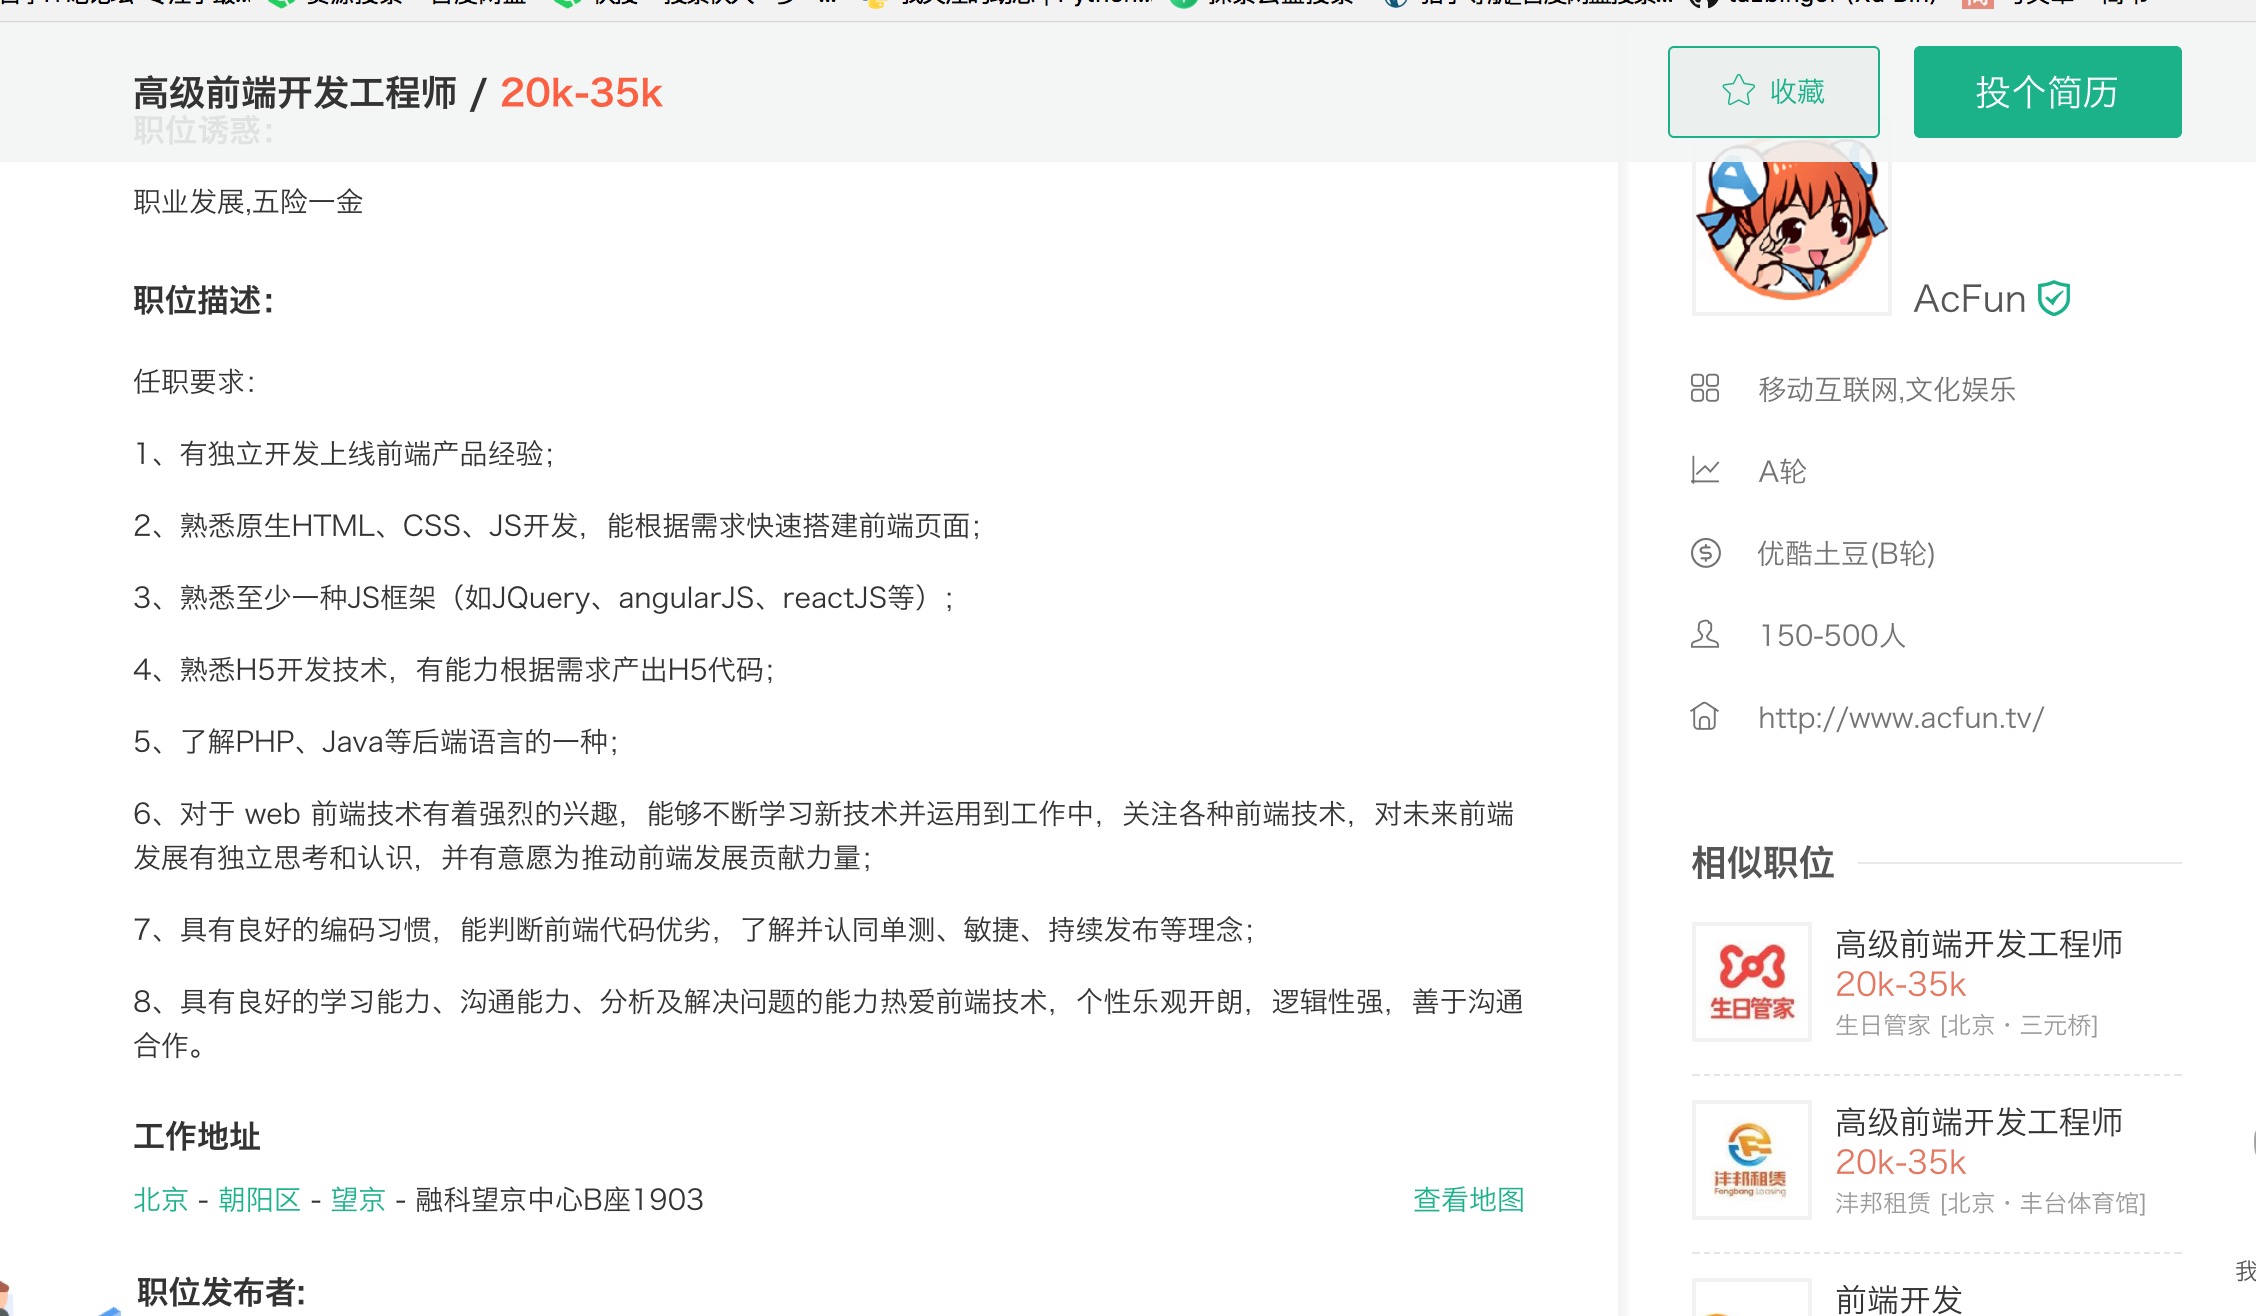 高级前端开发工程师 / 20k-35k
收藏
投个简历
职位诱惑：
职业发展,五险一金
职位描述：
任职要求：
1、有独立开发上线前端产品经验；
2、熟悉原生HTML、CSS、JS开发，能根据需求快速搭建前端页面；
3、熟悉至少一种JS框架（如JQuery、angularJS、reactJS等）；
4、熟悉H5开发技术，有能力根据需求产出H5代码；
5、了解PHP、Java等后端语言的一种；
6、对于 web 前端技术有着强烈的兴趣，能够不断学习新技术并运用到工作中，关注各种前端技术，对未来前端
发展有独立思考和认识，并有意愿为推动前端发展贡献力量；
7、具有良好的编码习惯，能判断前端代码优劣，了解并认同单测、敏捷、持续发布等理念；
8、具有良好的学习能力、沟通能力、分析及解决问题的能力热爱前端技术，个性乐观开朗，逻辑性强，善于沟通
合作。
工作地址
北京 - 朝阳区 - 望京 - 融科望京中心B座1903
查看地图
职位发布者:
AcFun
移动互联网,文化娱乐
A轮
优酷土豆(B轮)
150-500人
http://www.acfun.tv/
相似职位
生日管家
高级前端开发工程师
20k-35k
生日管家 [北京・三元桥]
沣邦租赁
Fengbang Leasing
高级前端开发工程师
20k-35k
沣邦租赁 [北京・丰台体育馆]
前端开发
我